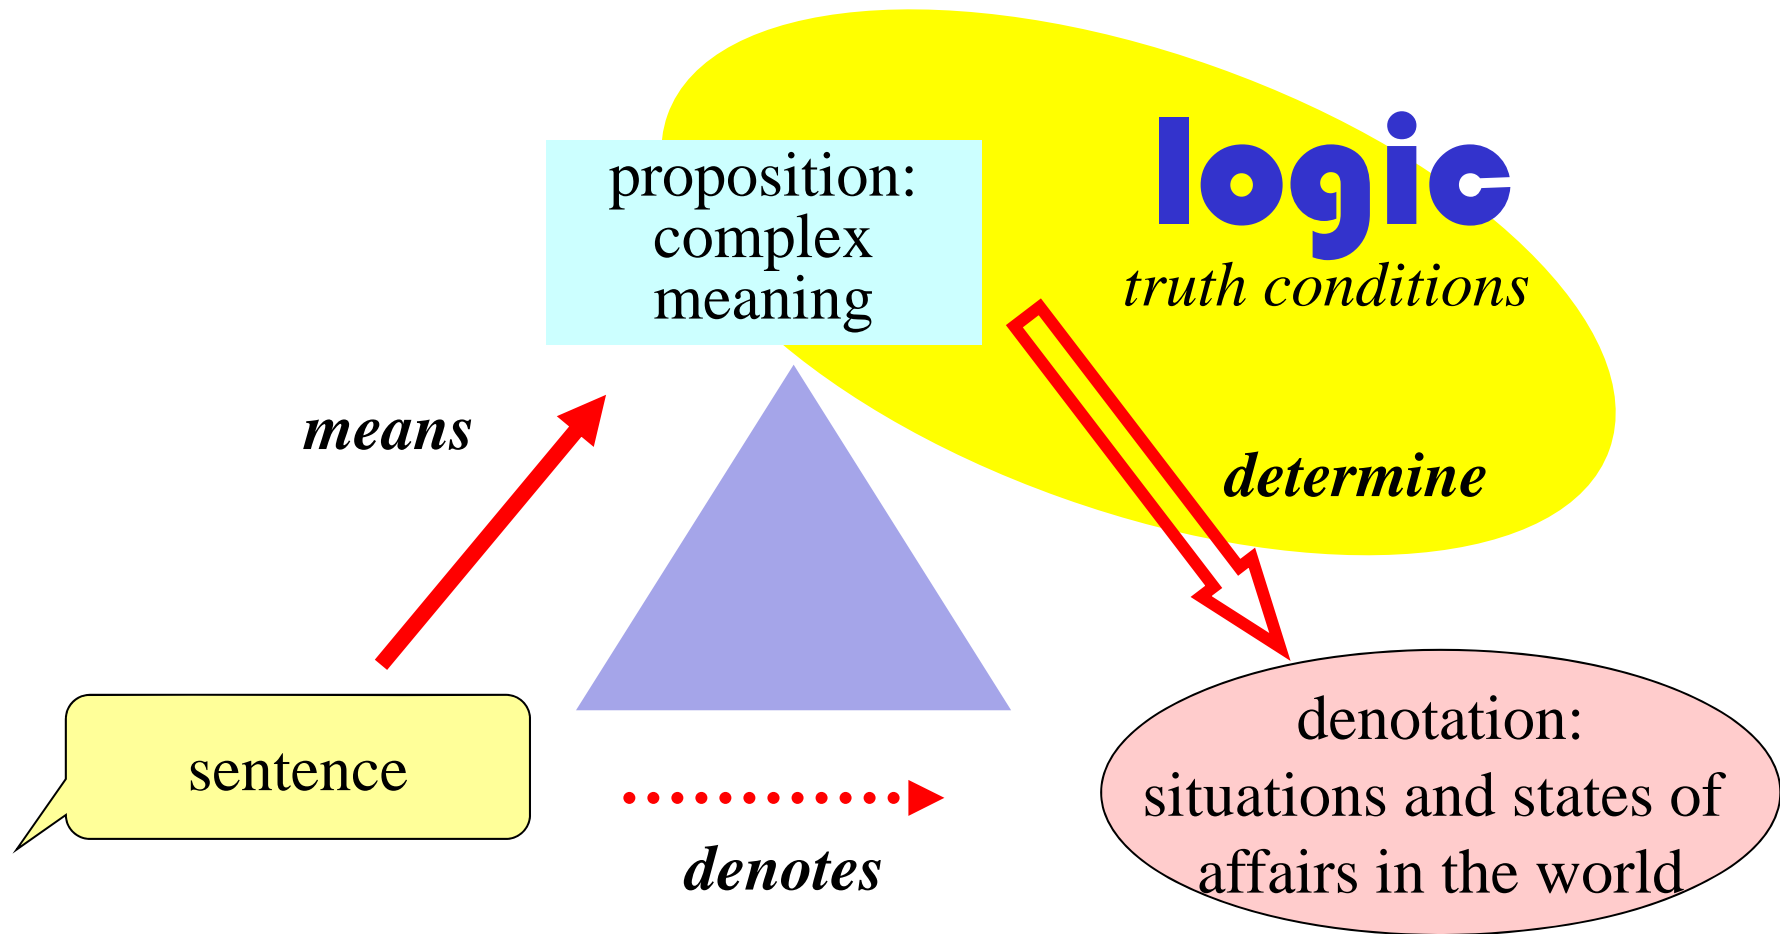 proposition:
complex
meaning
logic
truth conditions
means
determine
sentence
denotes
denotation:
situations and states of
affairs in the world